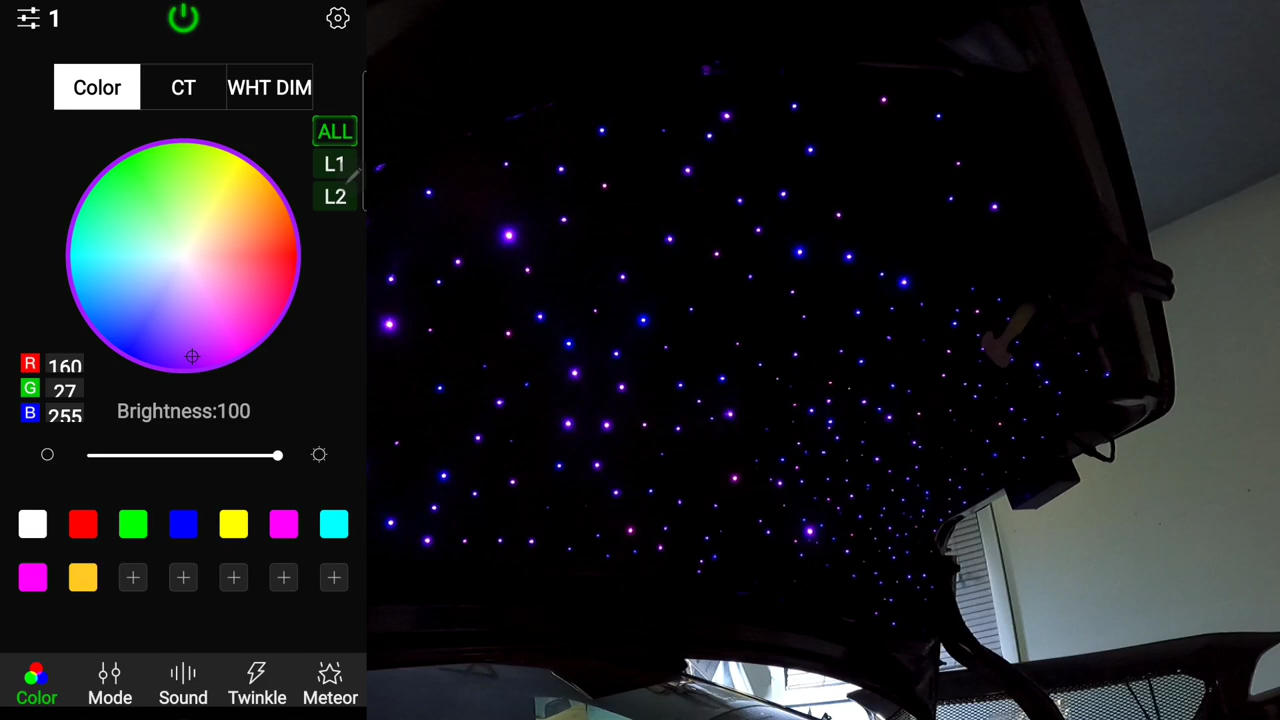 1
Color CT WHT DIM
ALL
L1
L2
R 160
G 27
B 255
Brightness:100
Color Mode Sound Twinkle Meteor